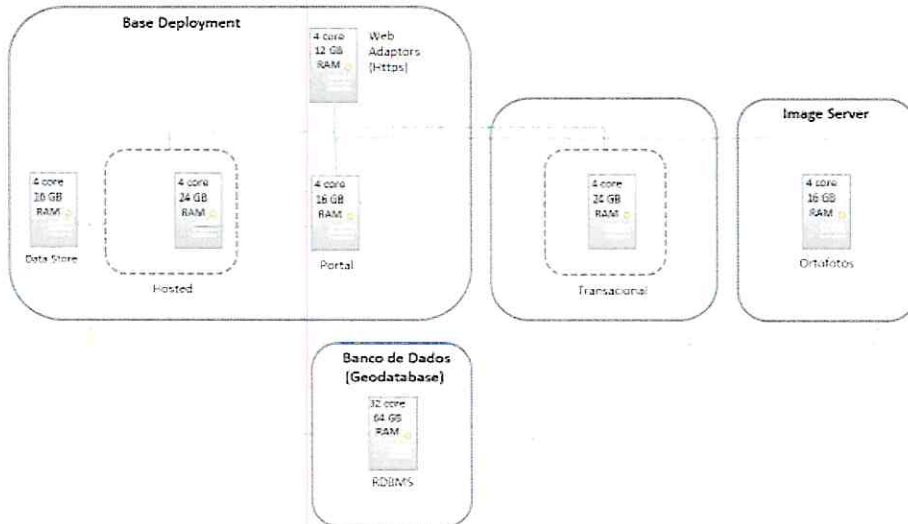 Base Deployment
4 core
12 GB
RAM
Web
Adaptors
(Https)
4 core
16 GB
RAM
Data Store
4 core
24 GB
RAM
Hosted
4 core
16 GB
RAM
Portal
4 core
24 GB
RAM
Transacional
Image Server
4 core
16 GB
RAM
Ortofotos
Banco de Dados
(Geodatabase)
32 core
64 GB
RAM
RDBMS